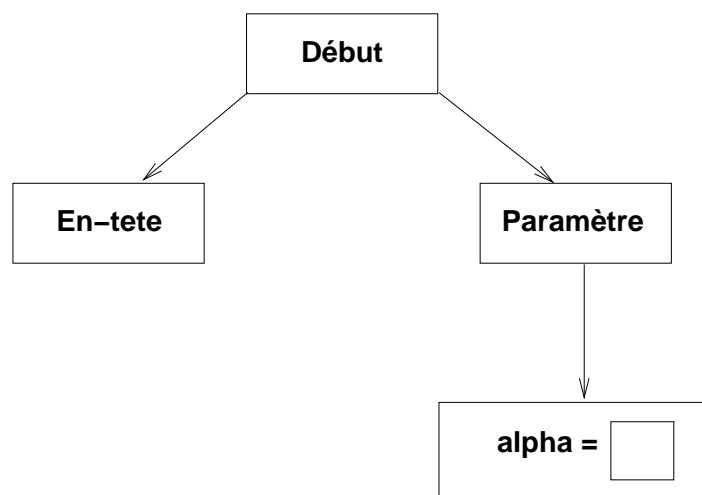 Début
En–tete
Paramètre
alpha =